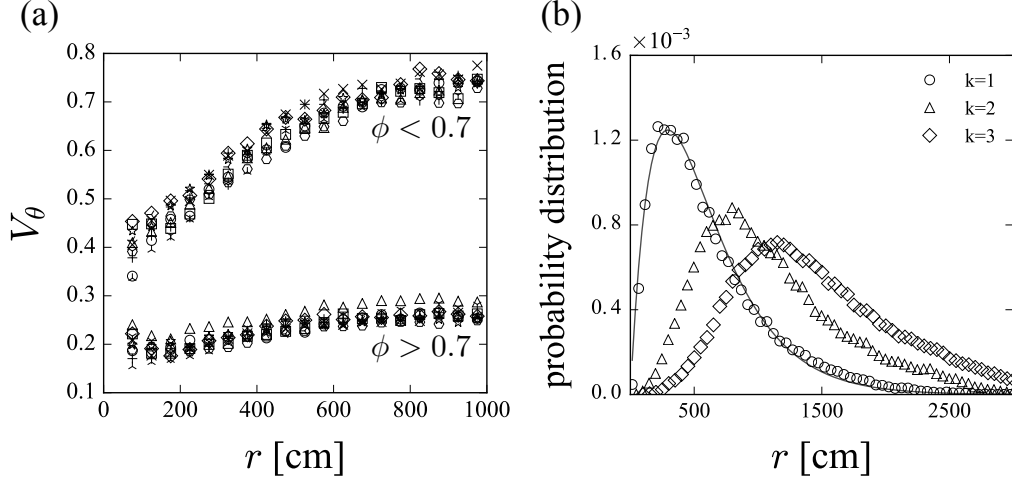 (a)
V_θ
0.8
0.7
0.6
0.5
0.4
0.3
0.2
0.1
ϕ < 0.7
ϕ > 0.7
0 200 400 600 800 1000
r [cm]
(b)
probability distribution
×10⁻³
1.6
1.2
0.8
0.4
0.0
k=1
k=2
k=3
500 1500 2500
r [cm]